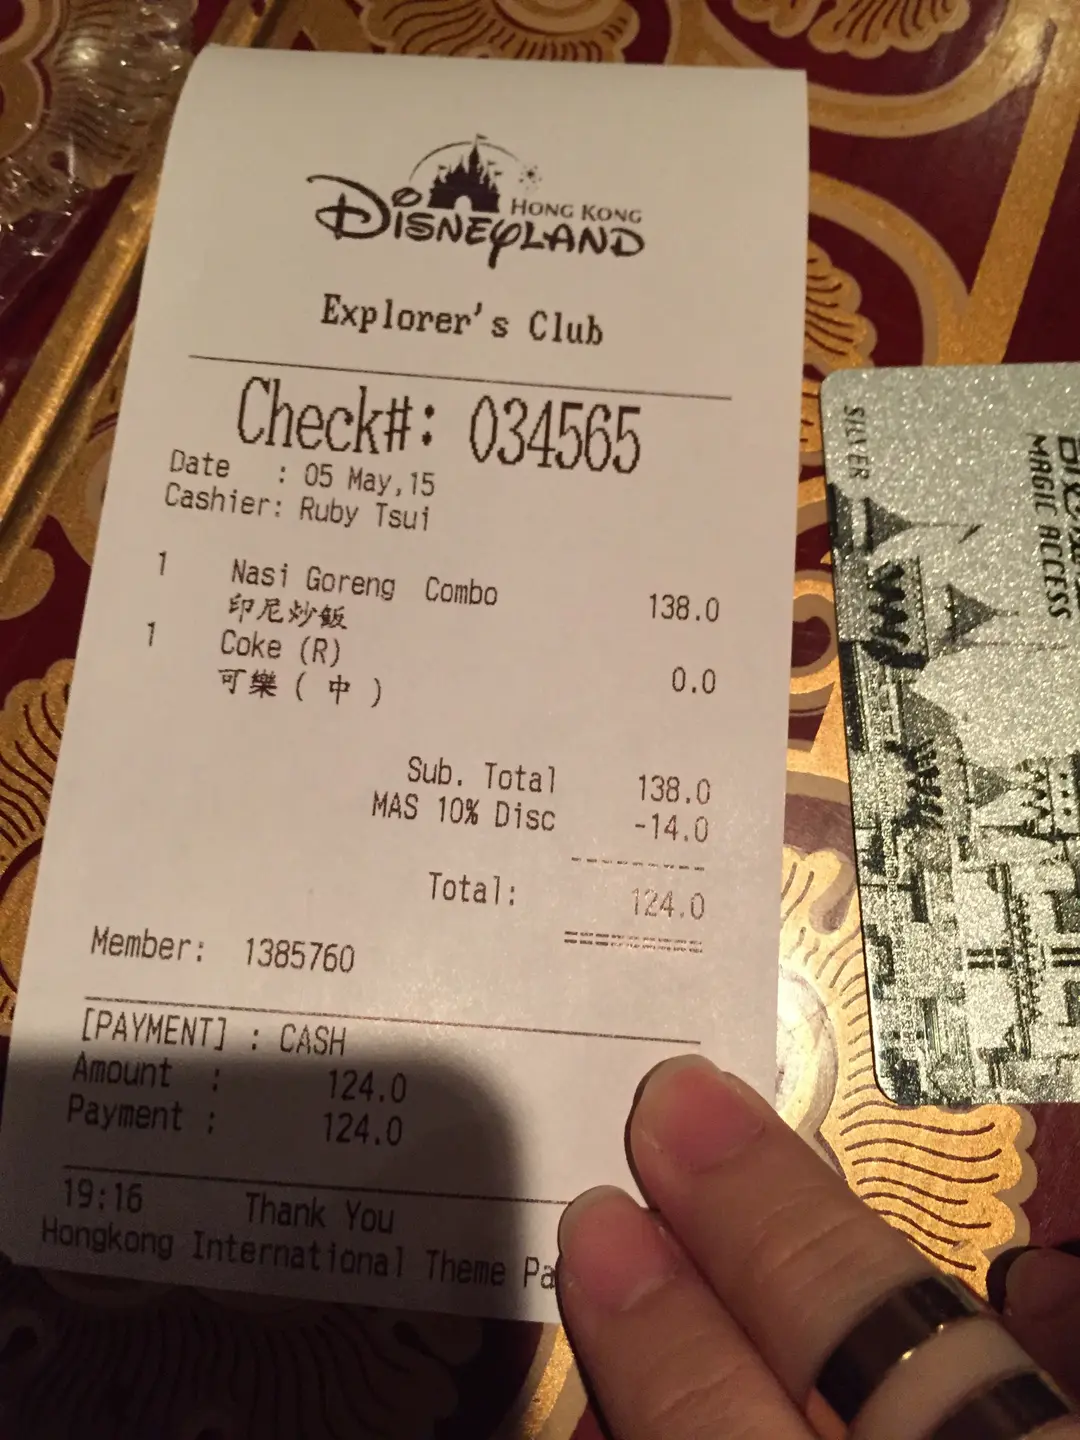 HONG KONG
DISNEYLAND
Explorer's Club
Check#: 034565
Date : 05 May,15
Cashier: Ruby Tsui
1 Nasi Goreng Combo 138.0
印尼炒飯
1 Coke (R) 0.0
可樂 ( 中 )
Sub. Total 138.0
MAS 10% Disc -14.0
Total: 124.0
Member: 1385760
[PAYMENT] : CASH
Amount : 124.0
Payment : 124.0
19:16 Thank You
Hongkong International Theme Pa
SILVER
MAGIC ACCESS